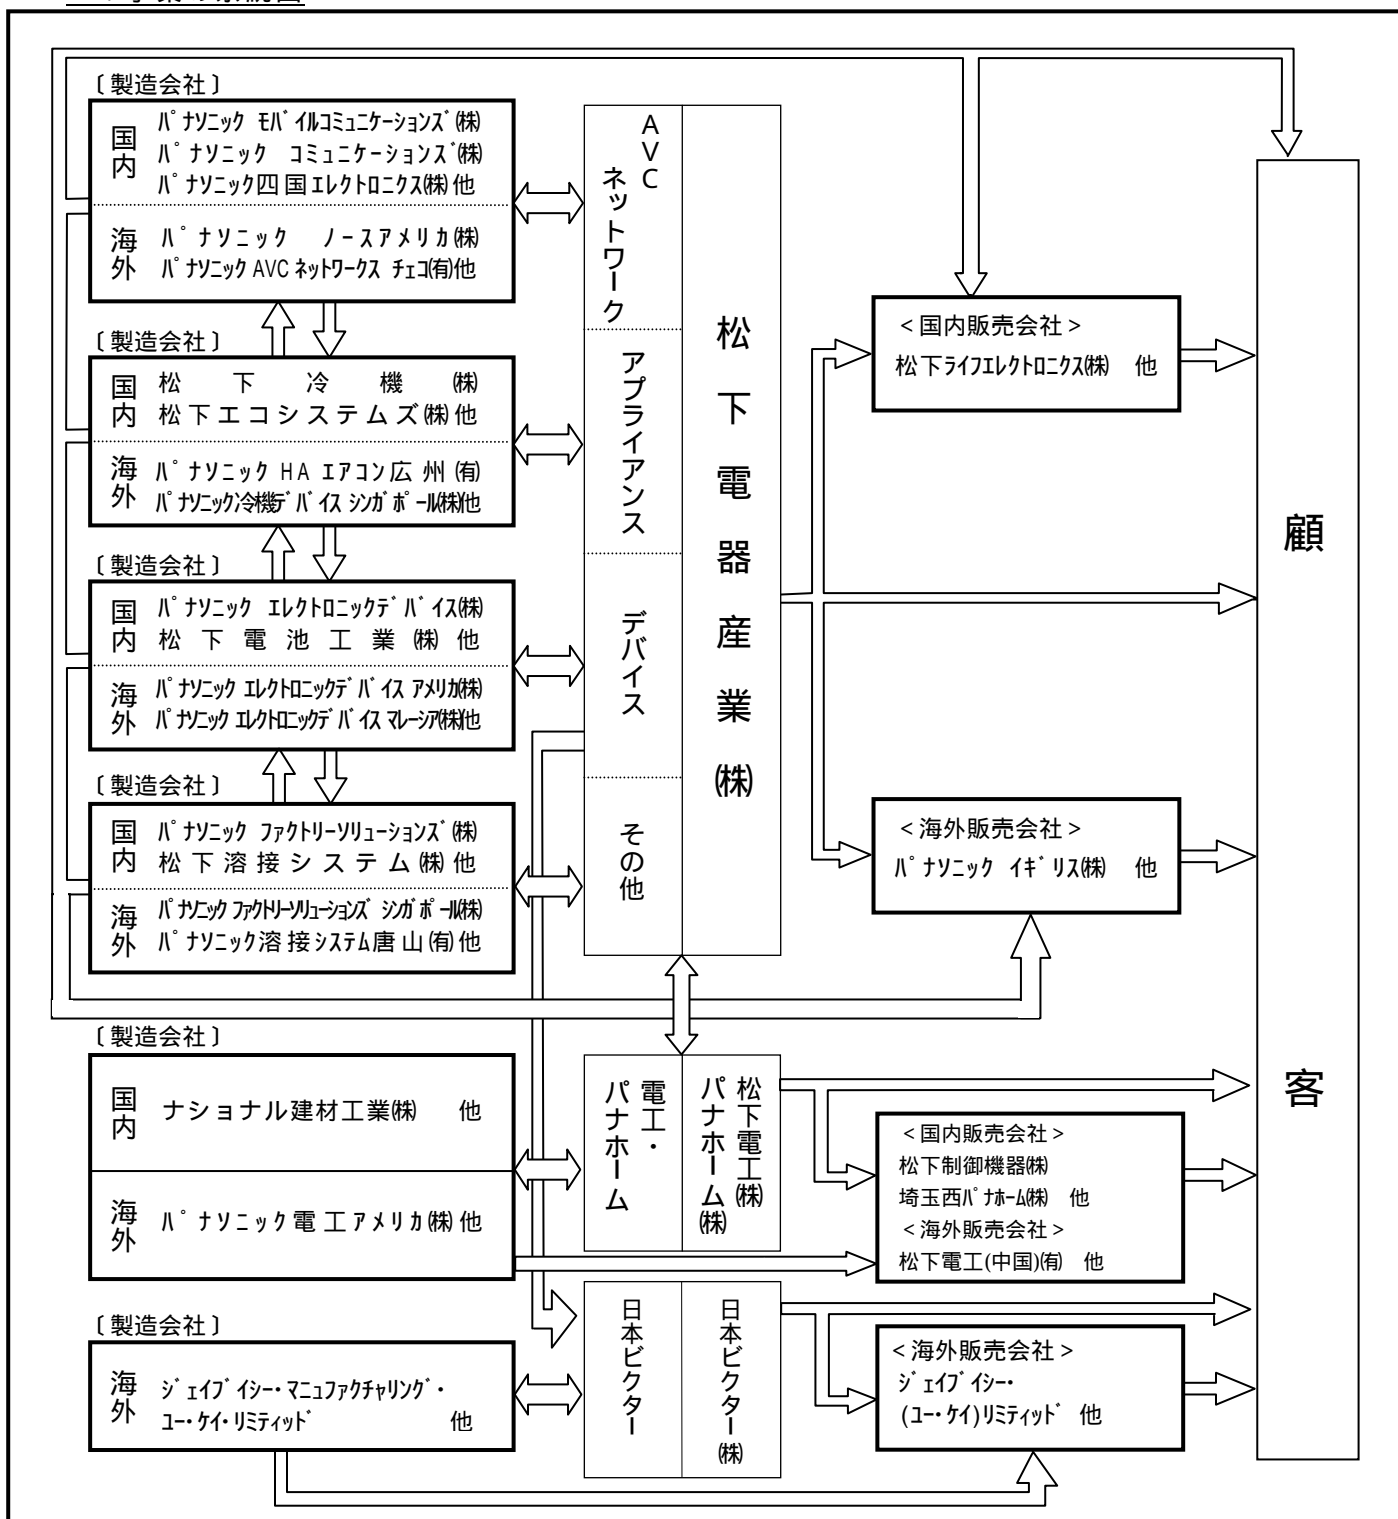 〔製造会社〕
国内
パナソニック モバイルコミュニケーションズ㈱
パナソニック コミュニケーションズ㈱
パナソニック四国エレクトロニクス㈱他
海外
パナソニック ノースアメリカ㈱
パナソニックAVCネットワークス チェコ㈲他
〔製造会社〕
国内
松下冷機㈱
松下エコシステムズ㈱他
海外
パナソニックHAエアコン広州㈲
パナソニック冷機デバイスシンガポール㈱他
〔製造会社〕
国内
パナソニック エレクトロニックデバイス㈱
松下電池工業㈱他
海外
パナソニック エレクトロニックデバイス アメリカ㈱
パナソニック エレクトロニックデバイス マレーシア㈱他
〔製造会社〕
国内
パナソニック ファクトリーソリューションズ㈱
松下溶接システム㈱他
海外
パナソニックファクトリーソリューションズ シンガポール㈱
パナソニック溶接システム唐山㈲他
〔製造会社〕
国内
ナショナル建材工業㈱ 他
海外
パナソニック電工アメリカ㈱他
〔製造会社〕
海外
ジェイブイシー・マニュファクチャリング・
ユー・ケイ・リミティッド 他
AVC
ネットワーク
アプライアンス
デバイス
その他
松下電器産業㈱
電工・
パナホーム
松下電工㈱
パナホーム㈱
日本ビクター
日本ビクター㈱
<国内販売会社>
松下ライフエレクトロニクス㈱ 他
<海外販売会社>
パナソニック イギリス㈱ 他
<国内販売会社>
松下制御機器㈱
埼玉西パナホーム㈱ 他
<海外販売会社>
松下電工(中国)㈲ 他
<海外販売会社>
ジェイブイシー・
(ユー・ケイ)リミティッド 他
顧客